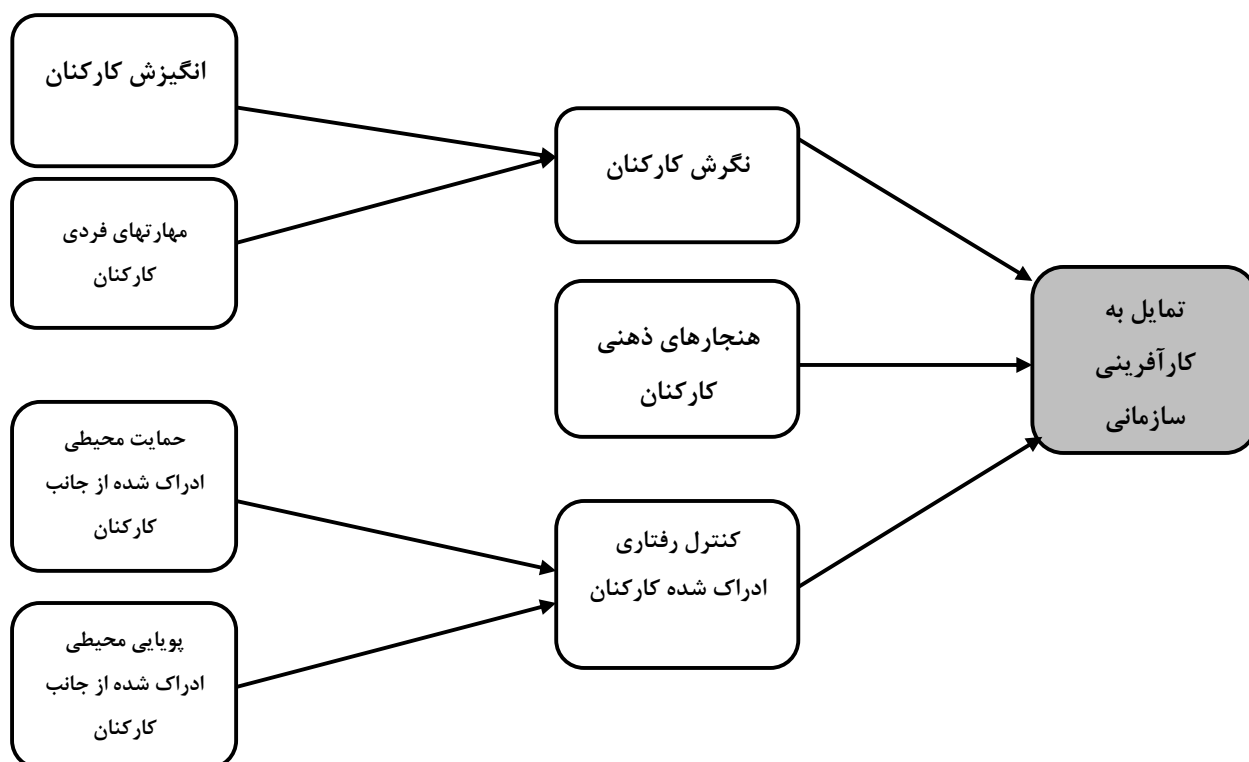 انگیزش کارکنان
مهارتهای فردی
کارکنان
حمایت محیطی
ادراک شده از جانب
کارکنان
پویایی محیطی
ادراک شده از جانب
کارکنان
نگرش کارکنان
هنجارهای ذهنی
کارکنان
کنترل رفتاری
ادراک شده کارکنان
تمایل به
کارآفرینی
سازمانی